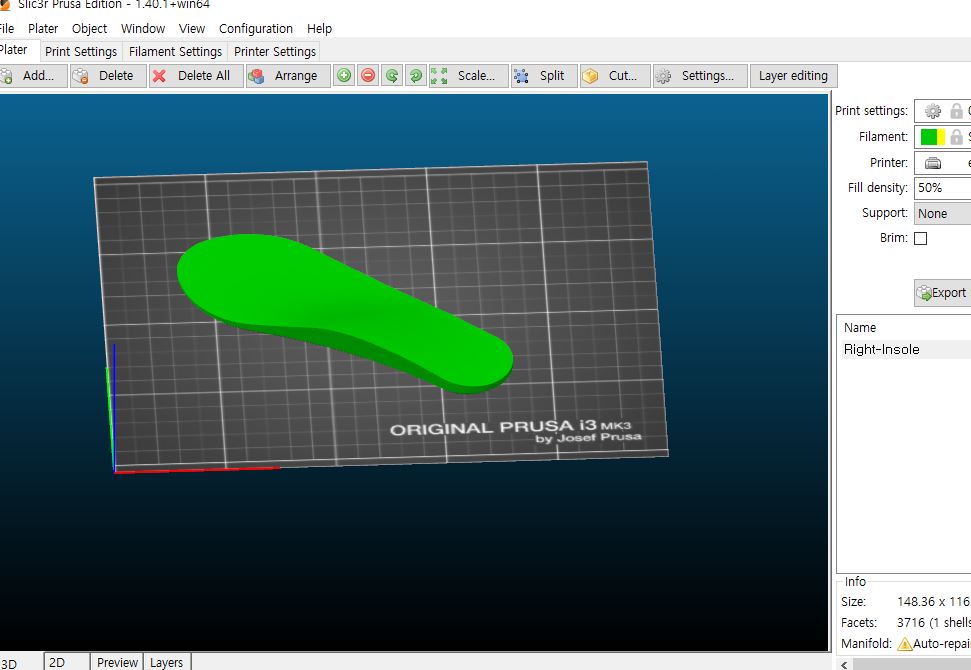 Slic3r Prusa Edition - 1.40.1+win64
File Plater Object Window View Configuration Help
Plater Print Settings Filament Settings Printer Settings
Add... Delete Delete All Arrange Scale... Split Cut... Settings... Layer editing
Print settings:
Filament:
Printer:
Fill density: 50%
Support: None
Brim:
Export
Name
Right-Insole
ORIGINAL PRUSA i3 MK3
by Josef Prusa
Info
Size: 148.36 x 116
Facets: 3716 (1 shells
Manifold: Auto-repai
3D 2D Preview Layers